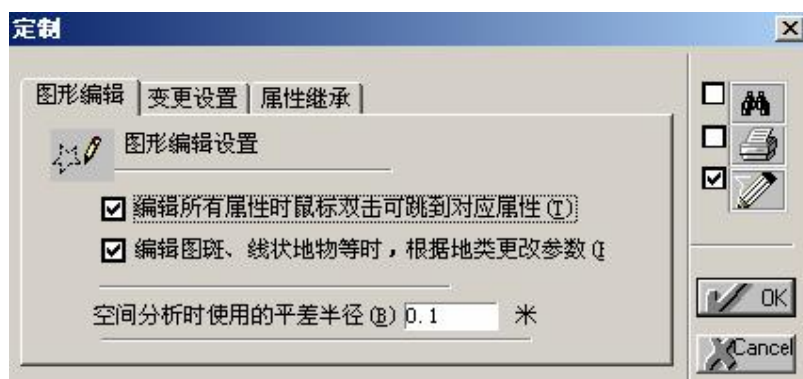 定制
图形编辑 变更设置 属性继承
图形编辑设置
编辑所有属性时鼠标双击可跳到对应属性(T)
编辑图斑、线状地物等时，根据地类更改参数(
空间分析时使用的平差半径(B) 0.1 米
OK
Cancel